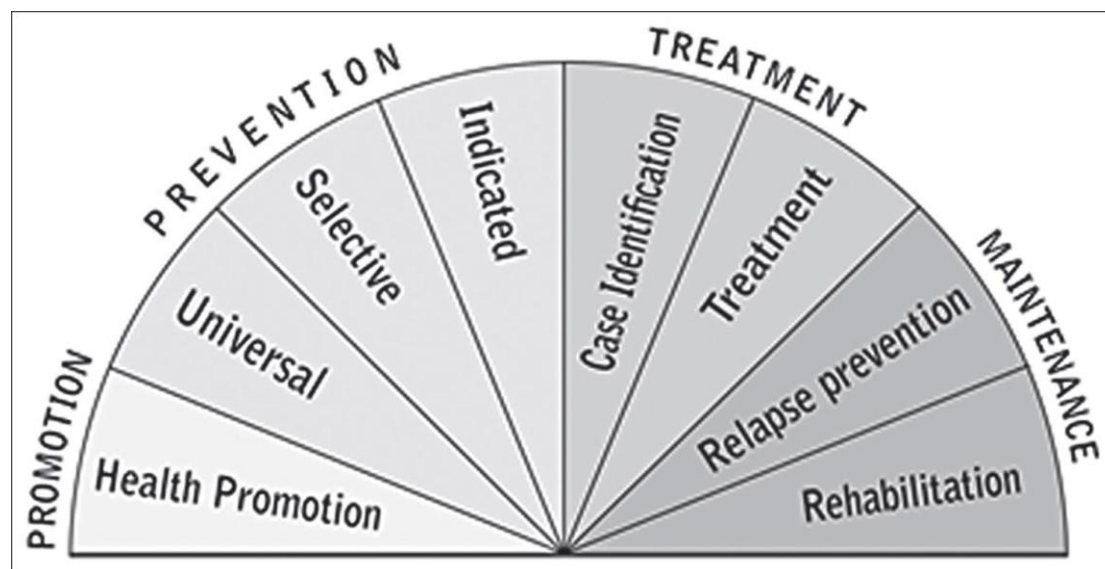 PROMOTION
Health Promotion
PREVENTION
Universal
Selective
Indicated
TREATMENT
Case Identification
Treatment
MAINTENANCE
Relapse prevention
Rehabilitation